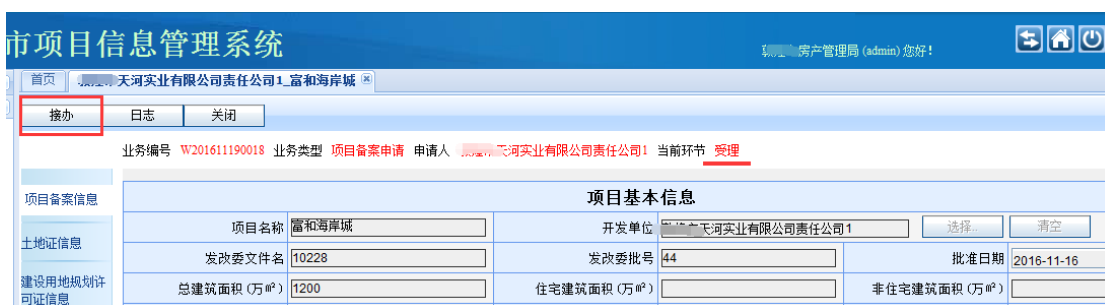 市项目信息管理系统
房产管理局 (admin) 您好!
首页 天河实业有限公司责任公司1_富和海岸城
接办 日志 关闭
业务编号 W201611190018 业务类型 项目备案申请 申请人 天河实业有限公司责任公司1 当前环节 受理
项目备案信息
项目基本信息
项目名称 富和海岸城 开发单位 天河实业有限公司责任公司1 选择.. 清空
土地证信息
发改委文件名 10228 发改委批号 44 批准日期 2016-11-16
建设用地规划许
可证信息
总建筑面积(万㎡) 1200 住宅建筑面积(万㎡) 非住宅建筑面积(万㎡)